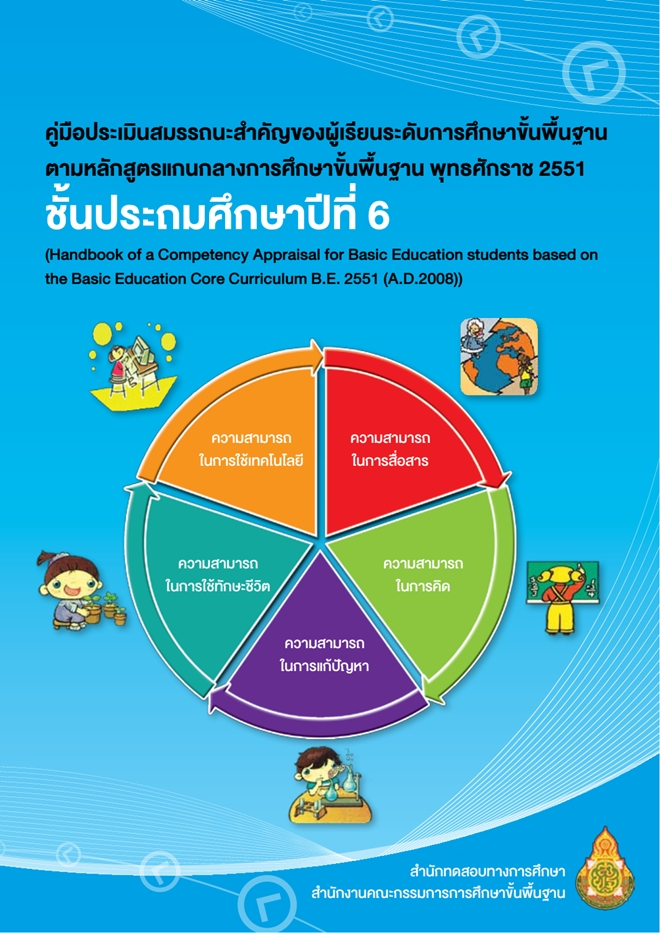 คู่มือประเมินสมรรถนะสำคัญของผู้เรียนระดับการศึกษาขั้นพื้นฐาน
ตามหลักสูตรแกนกลางการศึกษาขั้นพื้นฐาน พุทธศักราช 2551
ชั้นประถมศึกษาปีที่ 6
(Handbook of a Competency Appraisal for Basic Education students based on
the Basic Education Core Curriculum B.E. 2551 (A.D.2008))
ความสามารถ
ในการใช้เทคโนโลยี
ความสามารถ
ในการสื่อสาร
ความสามารถ
ในการใช้ทักษะชีวิต
ความสามารถ
ในการคิด
ความสามารถ
ในการแก้ปัญหา
สำนักทดสอบทางการศึกษา
สำนักงานคณะกรรมการการศึกษาขั้นพื้นฐาน